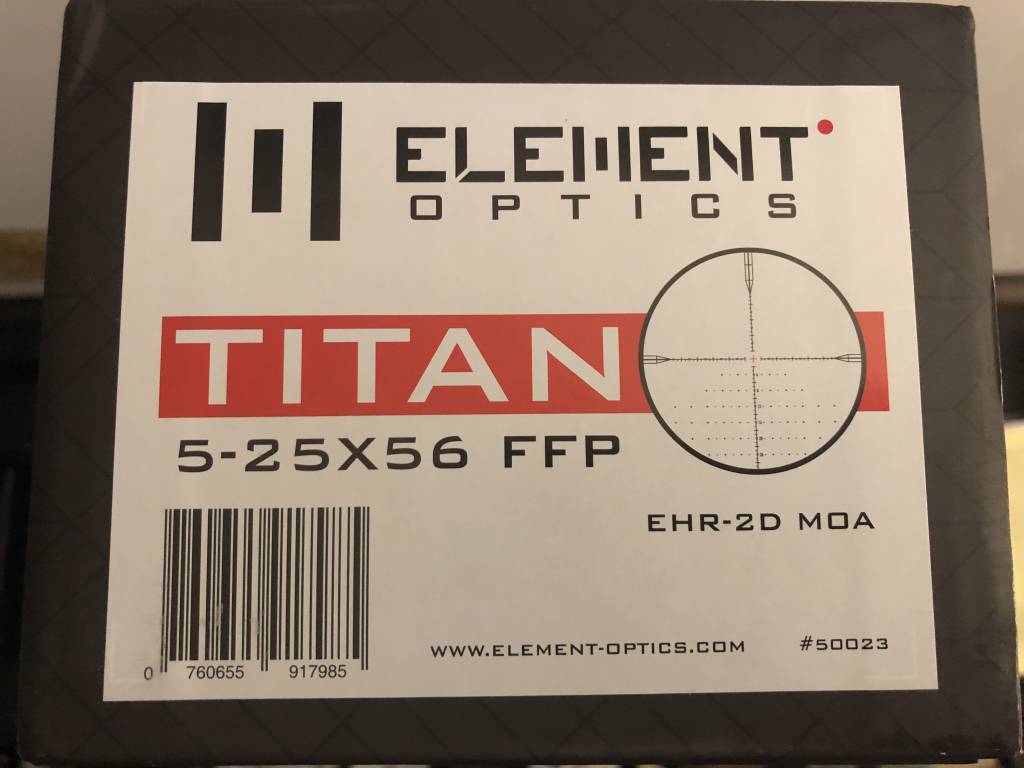 ELEMENT
OPTICS
TITAN
5-25X56 FFP
EHR-2D MOA
WWW.ELEMENT-OPTICS.COM #50023
0 760655 917985